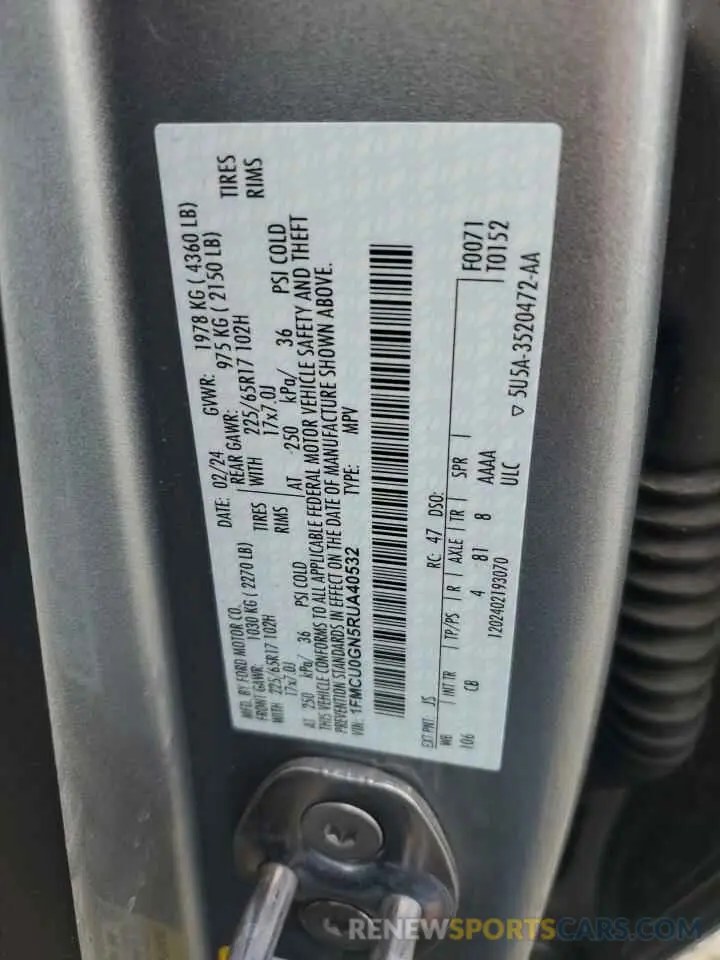 MFD. BY FORD MOTOR CO. DATE: 02/24 GVWR: 1978 KG ( 4360 LB)
FRONT GAWR: 1030 KG ( 2270 LB) REAR GAWR: 975 KG ( 2150 LB)
WITH 225/65R17 102H TIRES WITH 225/65R17 102H TIRES
17x7.0J RIMS 17x7.0J RIMS
AT 250 kPa/ 36 PSI COLD AT 250 kPa/ 36 PSI COLD
THIS VEHICLE CONFORMS TO ALL APPLICABLE FEDERAL MOTOR VEHICLE SAFETY AND THEFT
PREVENTION STANDARDS IN EFFECT ON THE DATE OF MANUFACTURE SHOWN ABOVE.
VIN: 1FMCU0GN5RUA40532 TYPE: MPV
EXT PNT: JS RC: 47 DSO: F0071
WB INT TR TP/PS R AXLE TR SPR T0152
106 CB 4 81 8 AAAA
1202402193070 ULC
▽ 5U5A-3520472-AA
RENEWSPORTSCARS.COM